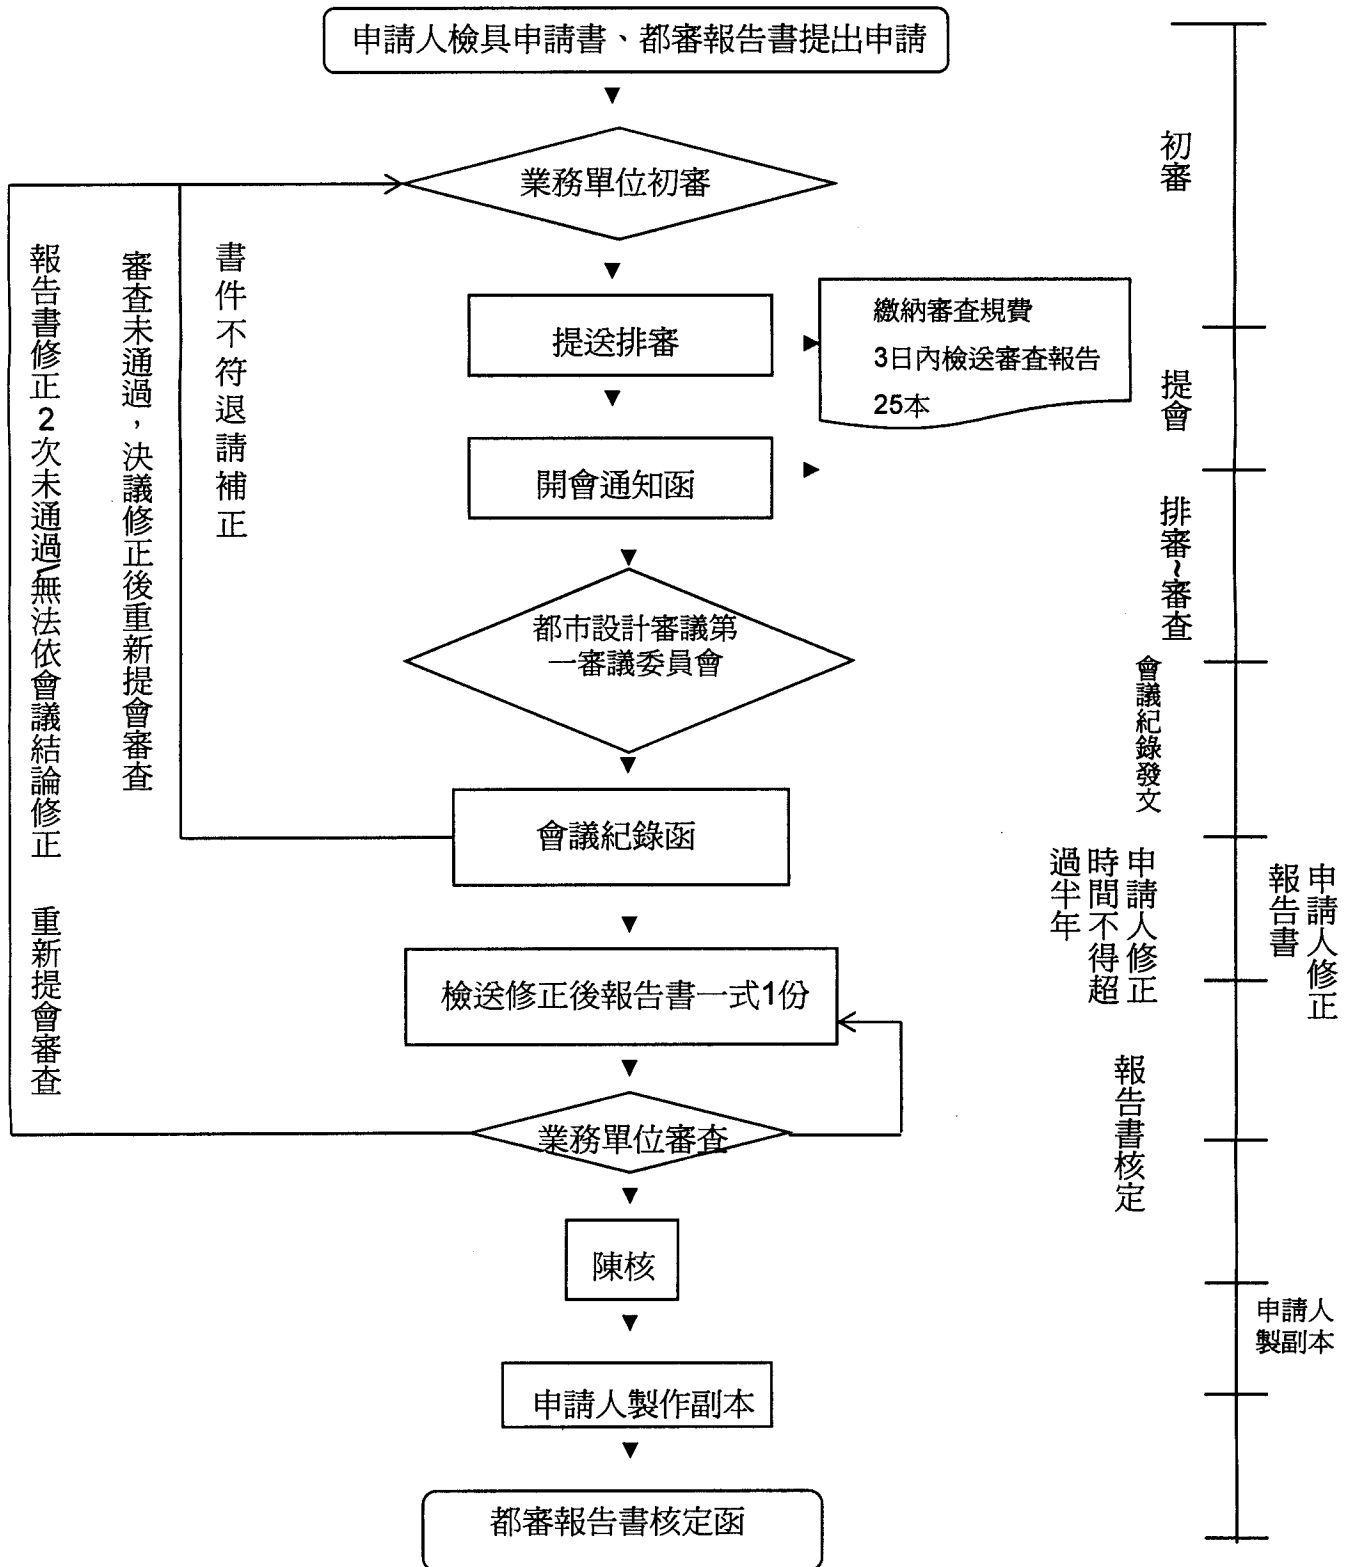 申請人檢具申請書、都審報告書提出申請
業務單位初審
提送排審
繳納審查規費
3日內檢送審查報告
25本
開會通知函
都市設計審議第
一審議委員會
會議紀錄函
檢送修正後報告書一式1份
業務單位審查
陳核
申請人製作副本
都審報告書核定函
書件不符退請補正
審查未通過，決議修正後重新提會審查
報告書修正2次未通過\無法依會議結論修正 重新提會審查
初審
提會
排審~審查
會議紀錄發文
申請人修正
時間不得超
過半年
申請人修正
報告書
報告書核定
申請人
製副本